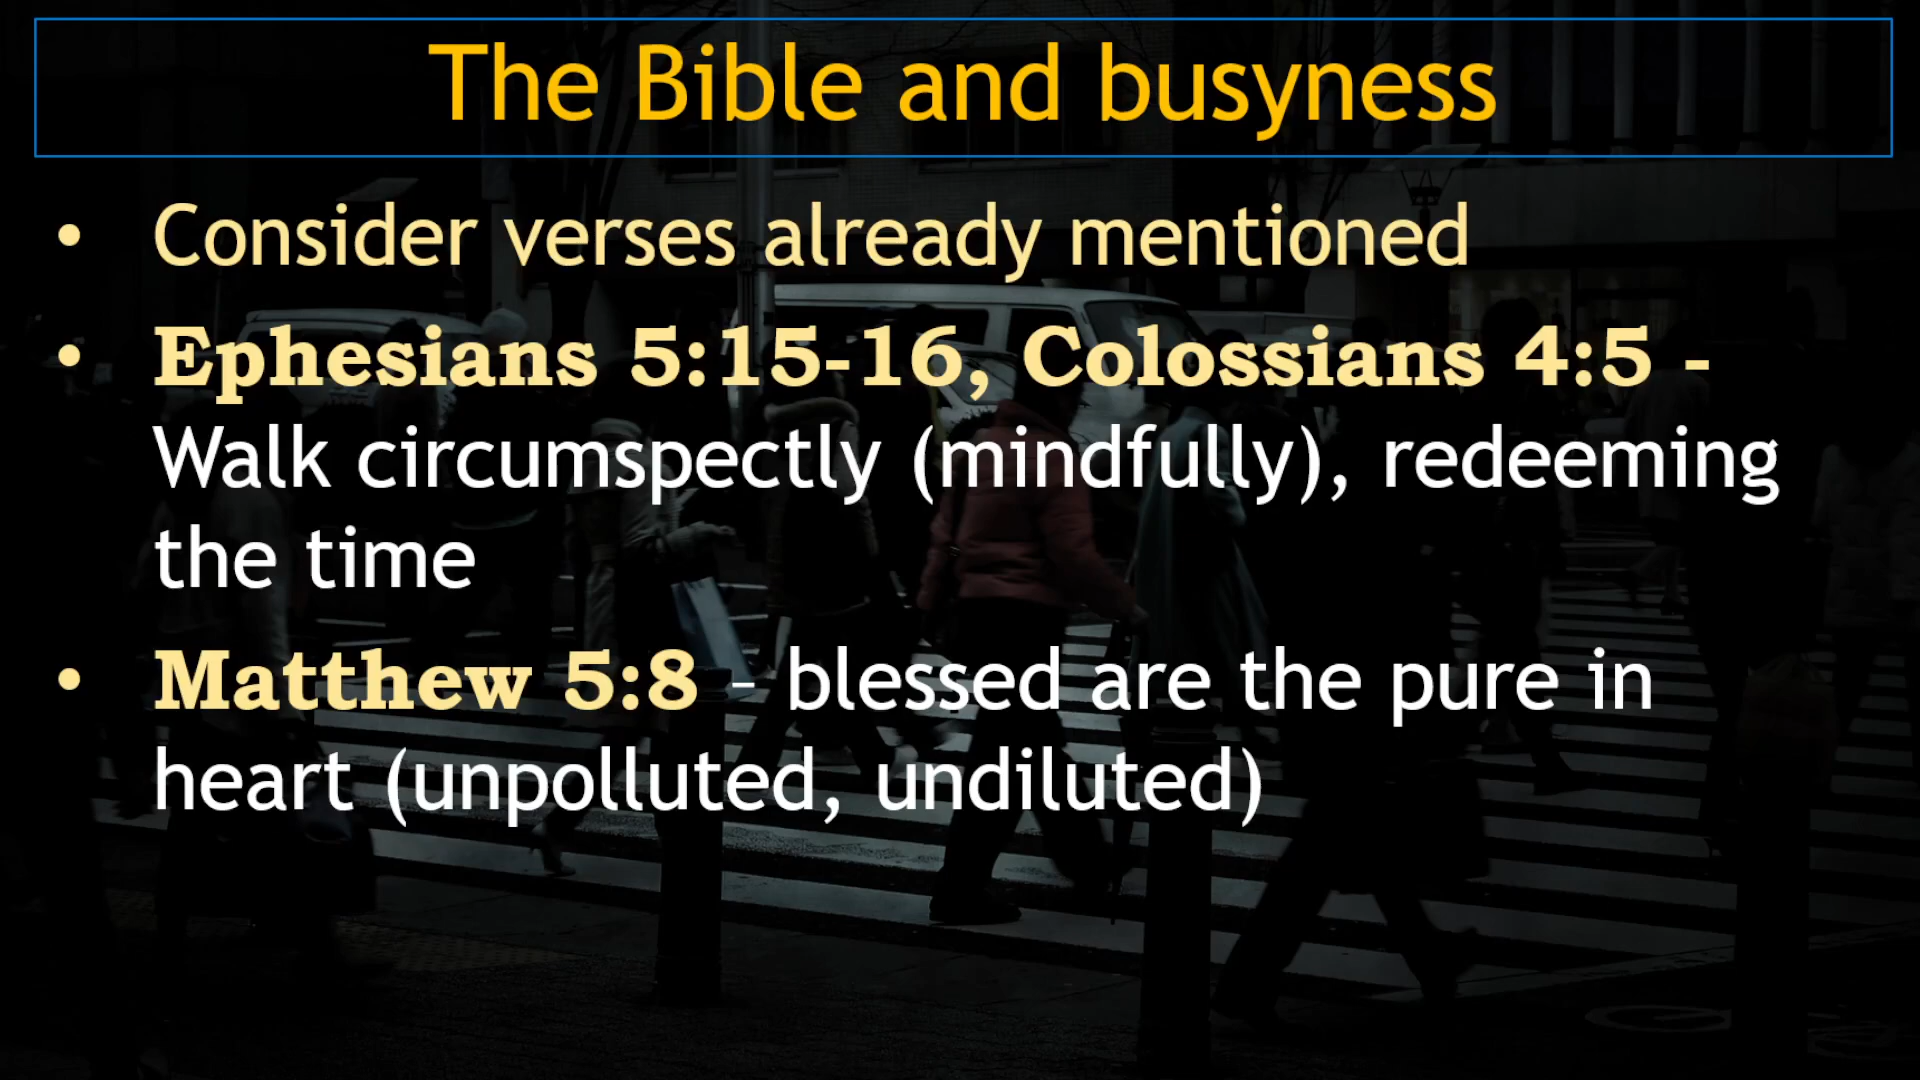 The Bible and busyness
• Consider verses already mentioned
• Ephesians 5:15-16, Colossians 4:5 -
Walk circumspectly (mindfully), redeeming
the time
• Matthew 5:8 - blessed are the pure in
heart (unpolluted, undiluted)